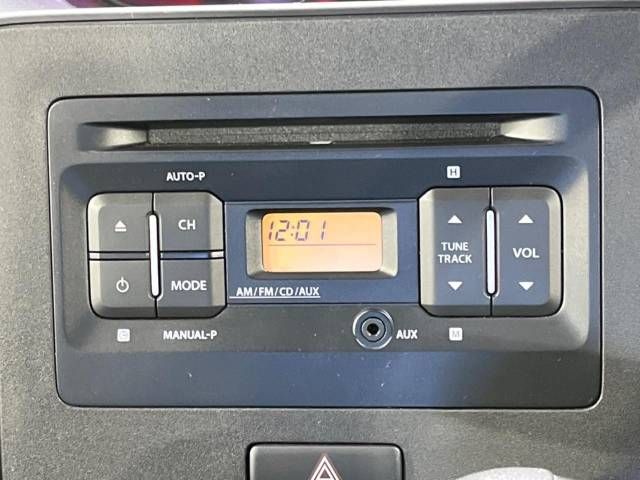 AUTO-P
H
CH
12:01
TUNE
TRACK
VOL
MODE
AM/FM/CD/AUX
MANUAL-P
AUX
M